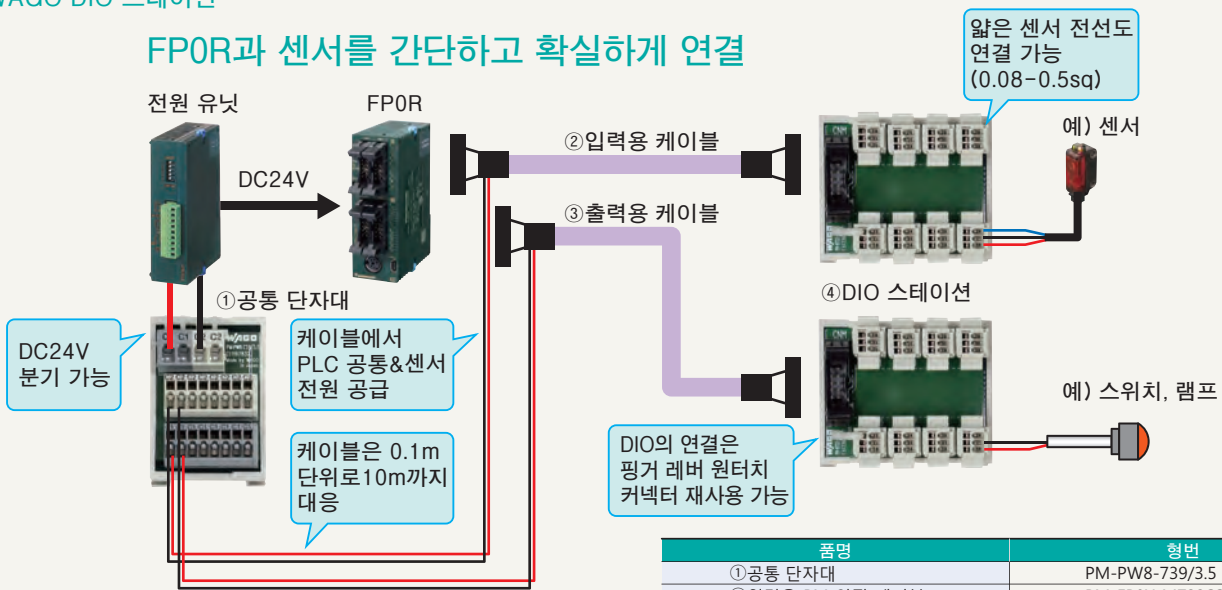 WAGO DIO 스테이션
FP0R과 센서를 간단하고 확실하게 연결
얇은 센서 전선도
연결 가능
(0.08-0.5sq)
전원 유닛
FP0R
DC24V
②입력용 케이블
예) 센서
③출력용 케이블
①공통 단자대
④DIO 스테이션
DC24V
분기 가능
케이블에서
PLC 공통&센서
전원 공급
예) 스위치, 램프
케이블은 0.1m
단위로10m까지
대응
DIO의 연결은
핑거 레버 원터치
커넥터 재사용 가능
품명 형번
①공통 단자대 PM-PW8-739/3.5